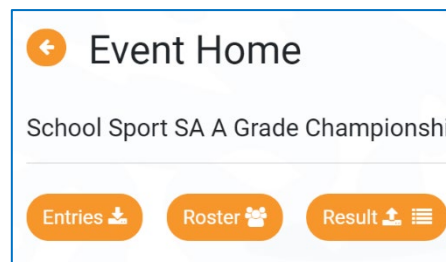 Event Home
School Sport SA A Grade Championshi
Entries Roster Result